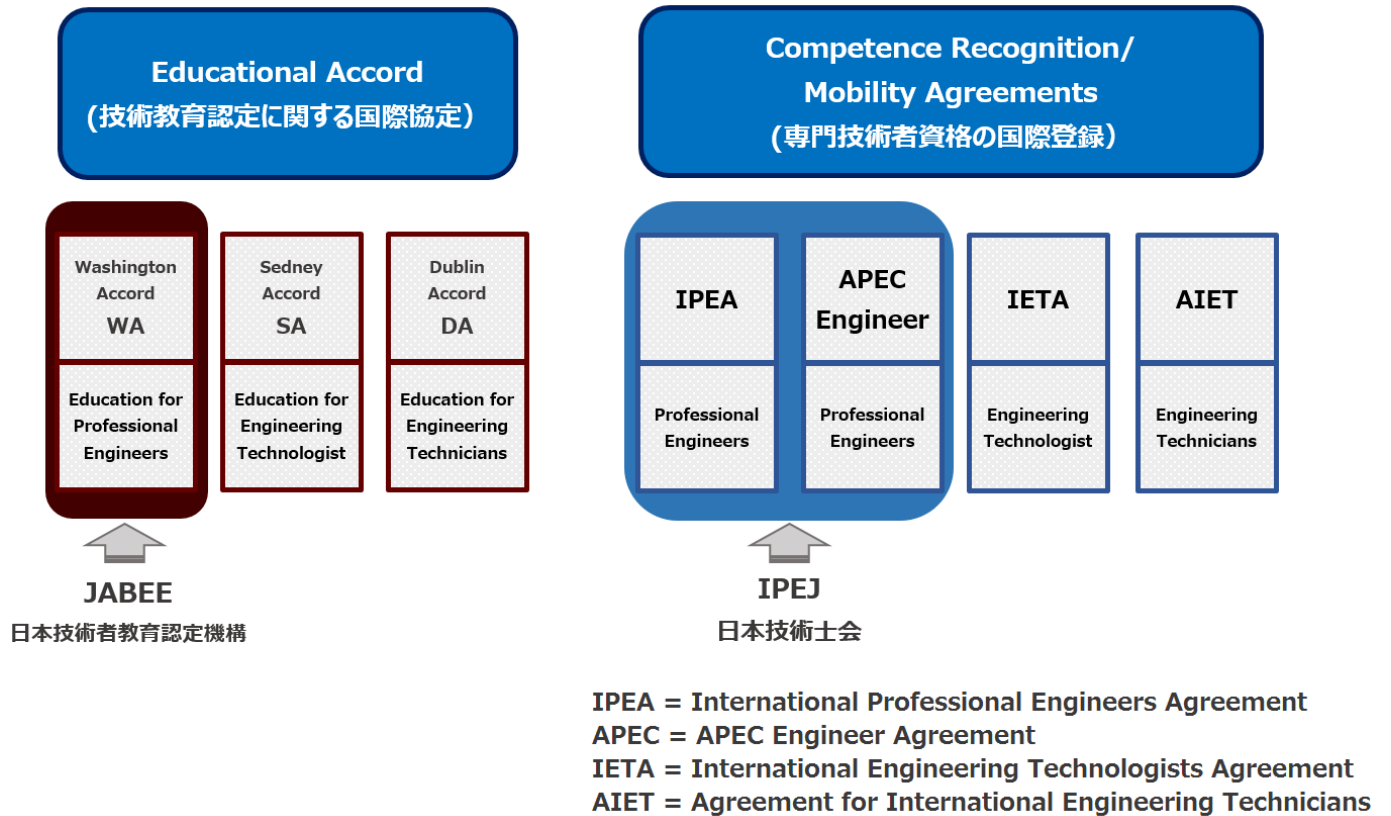 Educational Accord
(技術教育認定に関する国際協定）
Competence Recognition/
Mobility Agreements
(専門技術者資格の国際登録）
Washington
Accord
WA
Education for
Professional
Engineers
Sedney
Accord
SA
Education for
Engineering
Technologist
Dublin
Accord
DA
Education for
Engineering
Technicians
IPEA
Professional
Engineers
APEC
Engineer
Professional
Engineers
IETA
Engineering
Technologist
AIET
Engineering
Technicians
JABEE
日本技術者教育認定機構
IPEJ
日本技術士会
IPEA = International Professional Engineers Agreement
APEC = APEC Engineer Agreement
IETA = International Engineering Technologists Agreement
AIET = Agreement for International Engineering Technicians